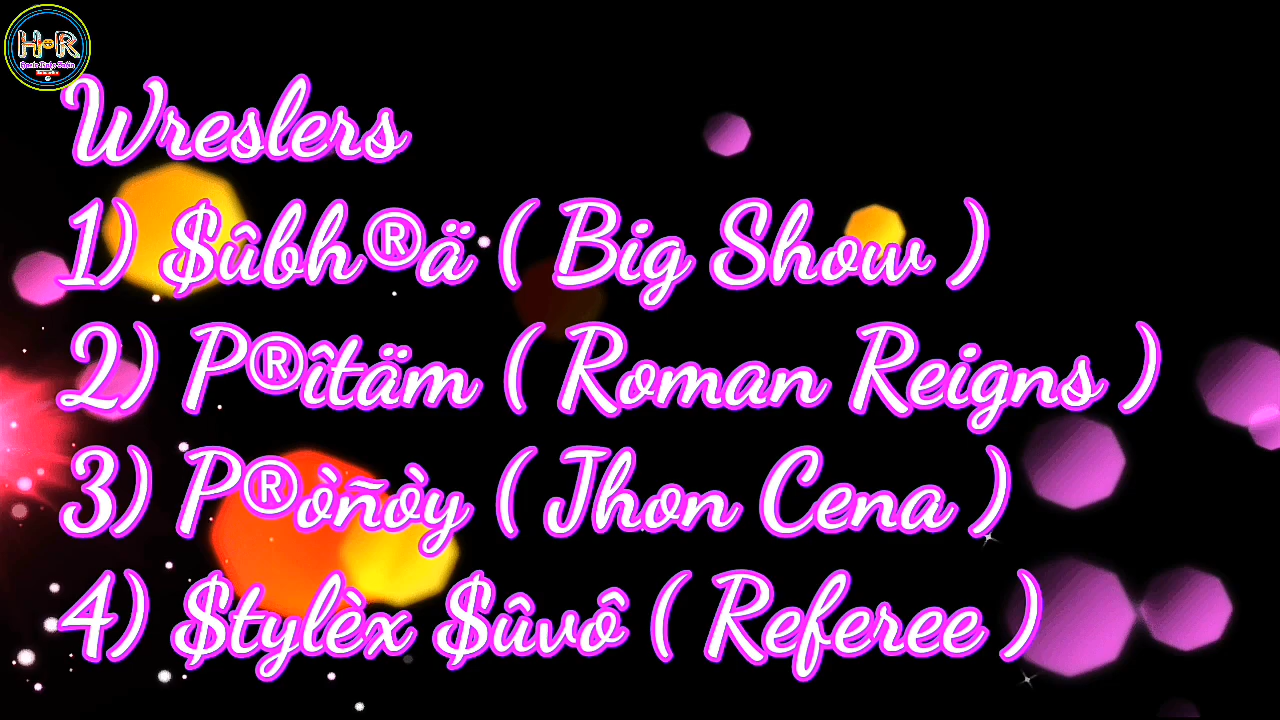 H R
Wreslers
1) $ûbh®ä ( Big Show )
2) P®îtäm ( Roman Reigns )
3) P®òñòy ( Jhon Cena )
4) $tylèx $ûvô ( Referee )